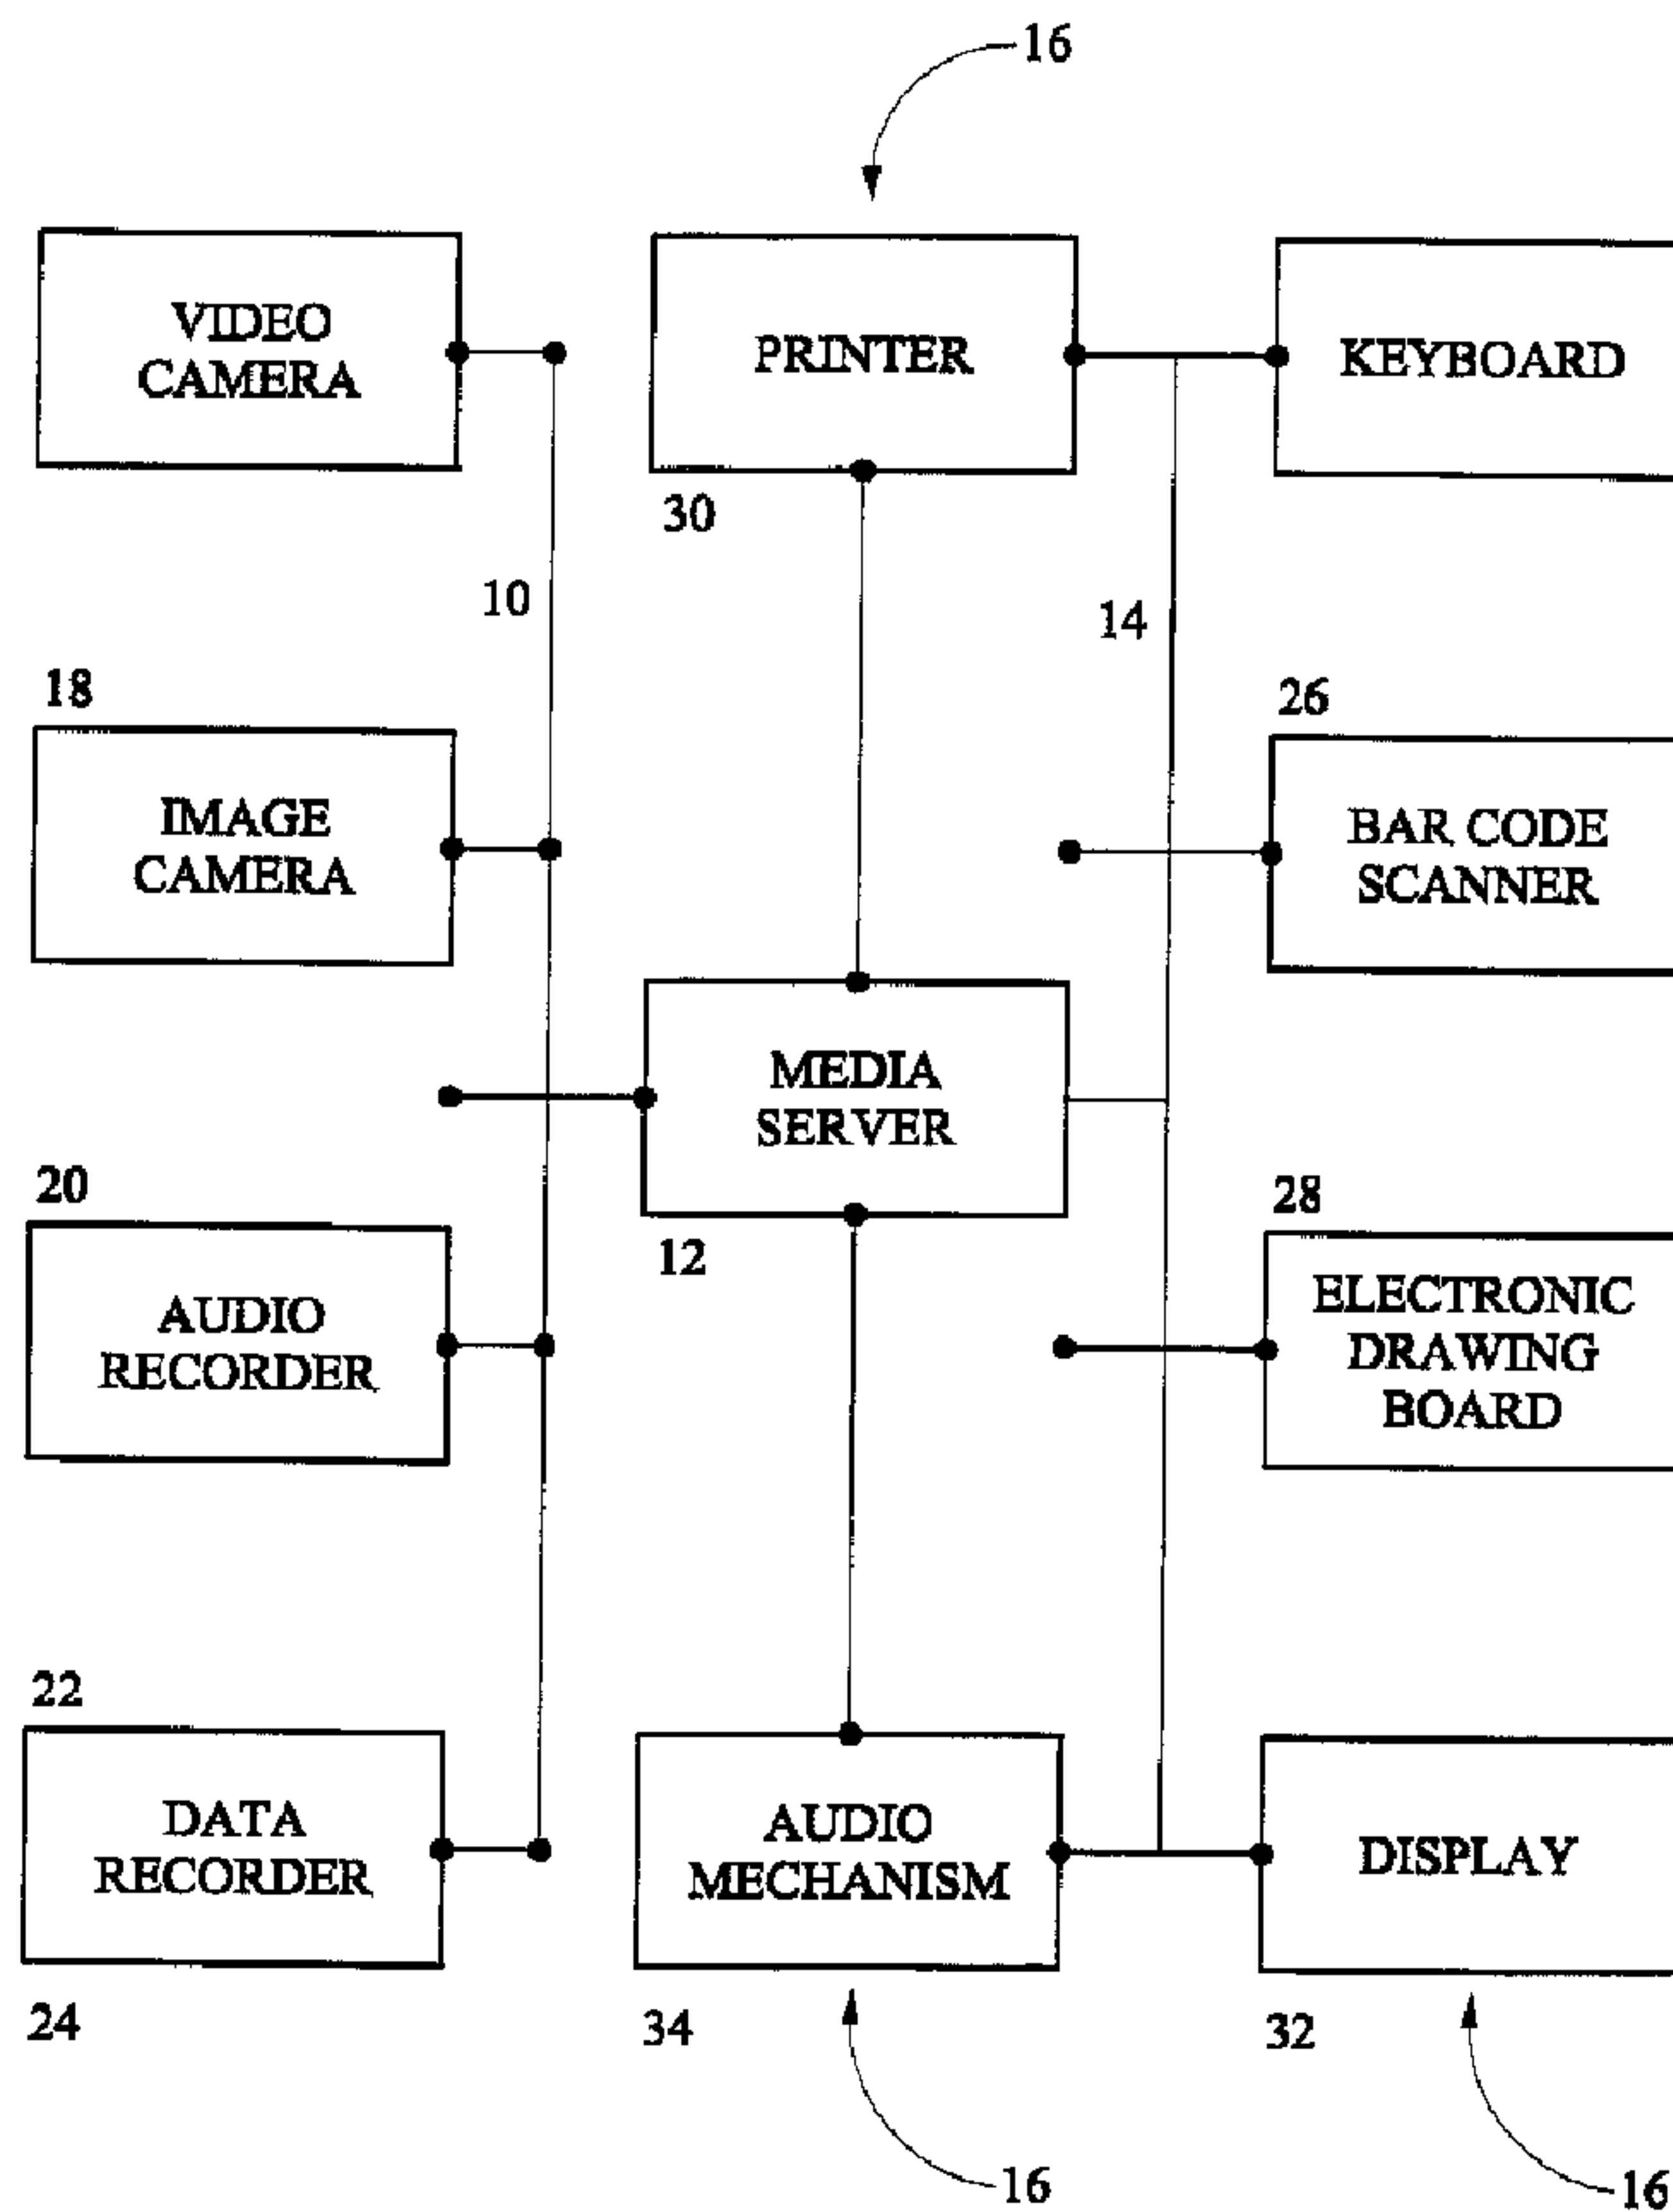 16
VIDEO
CAMERA
PRINTER
KEYBOARD
30
10
14
18
26
IMAGE
CAMERA
BAR CODE
SCANNER
MEDIA
SERVER
20
12
28
AUDIO
RECORDER
ELECTRONIC
DRAWING
BOARD
22
DATA
RECORDER
AUDIO
MECHANISM
DISPLAY
24
34
32
16
16